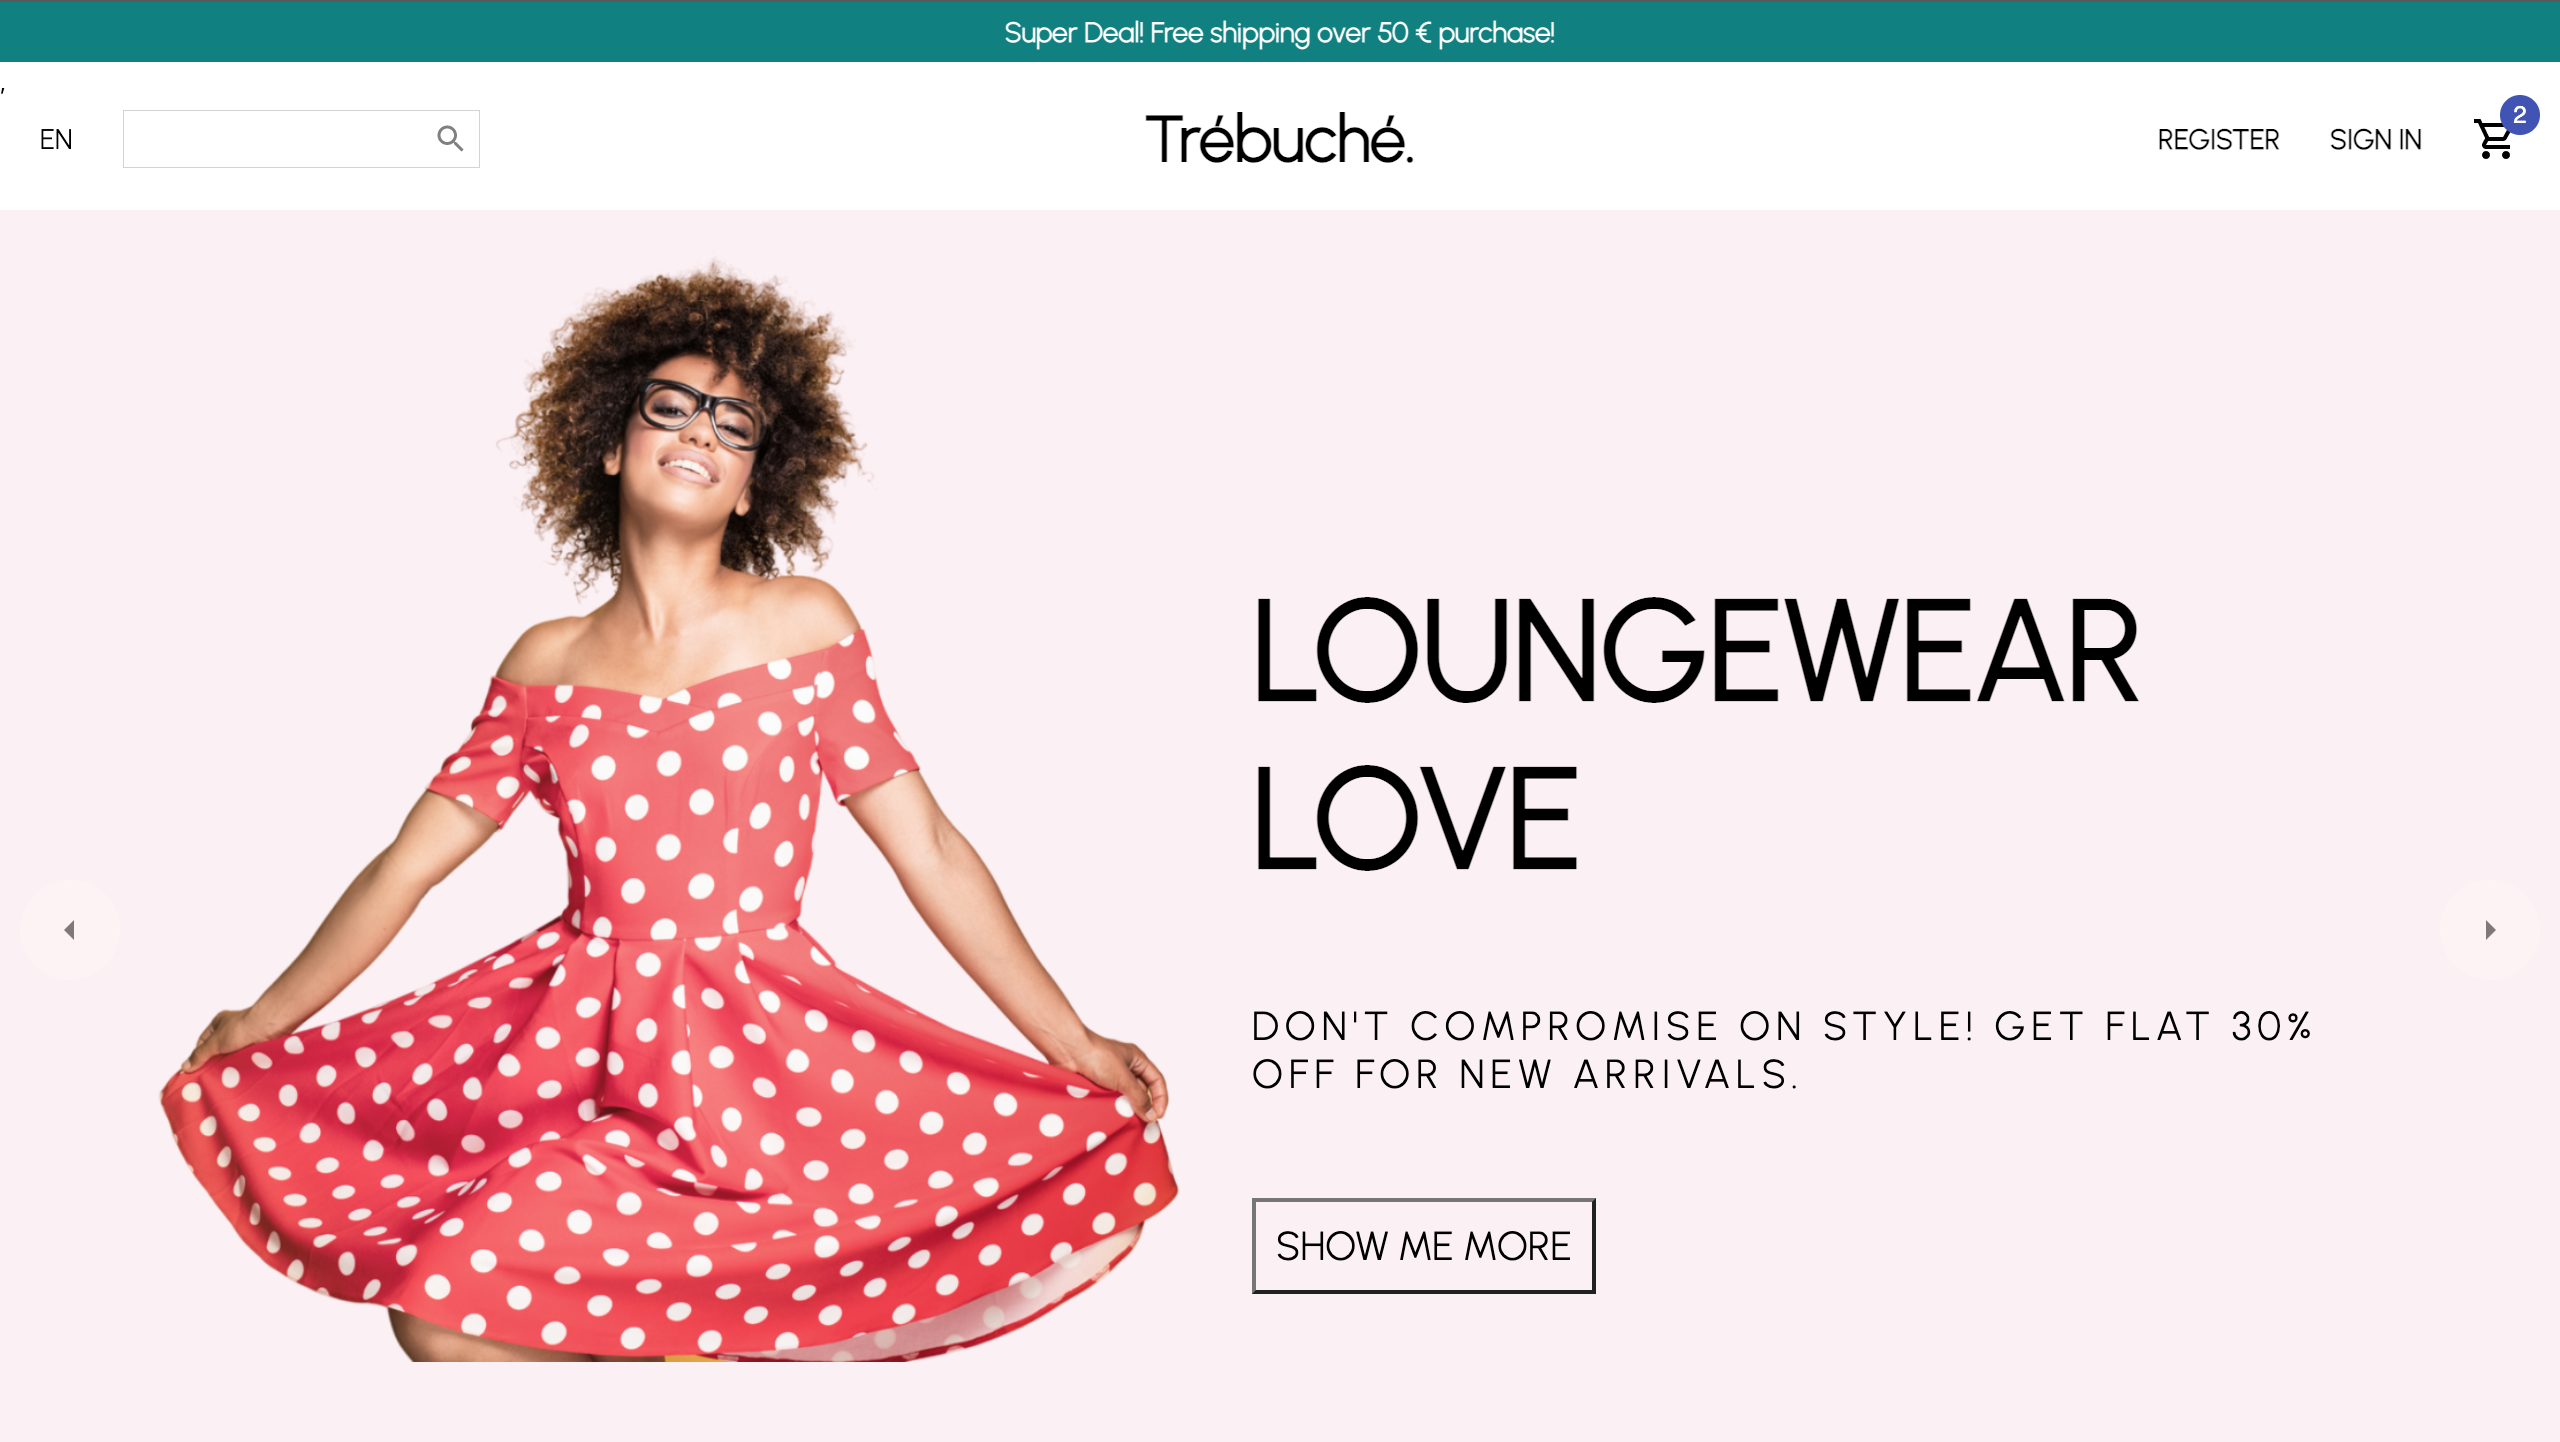 Super Deal! Free shipping over 50 € purchase!
,
EN
Trébuché.
REGISTER
SIGN IN
2
LOUNGEWEAR
LOVE
DON'T COMPROMISE ON STYLE! GET FLAT 30%
OFF FOR NEW ARRIVALS.
SHOW ME MORE